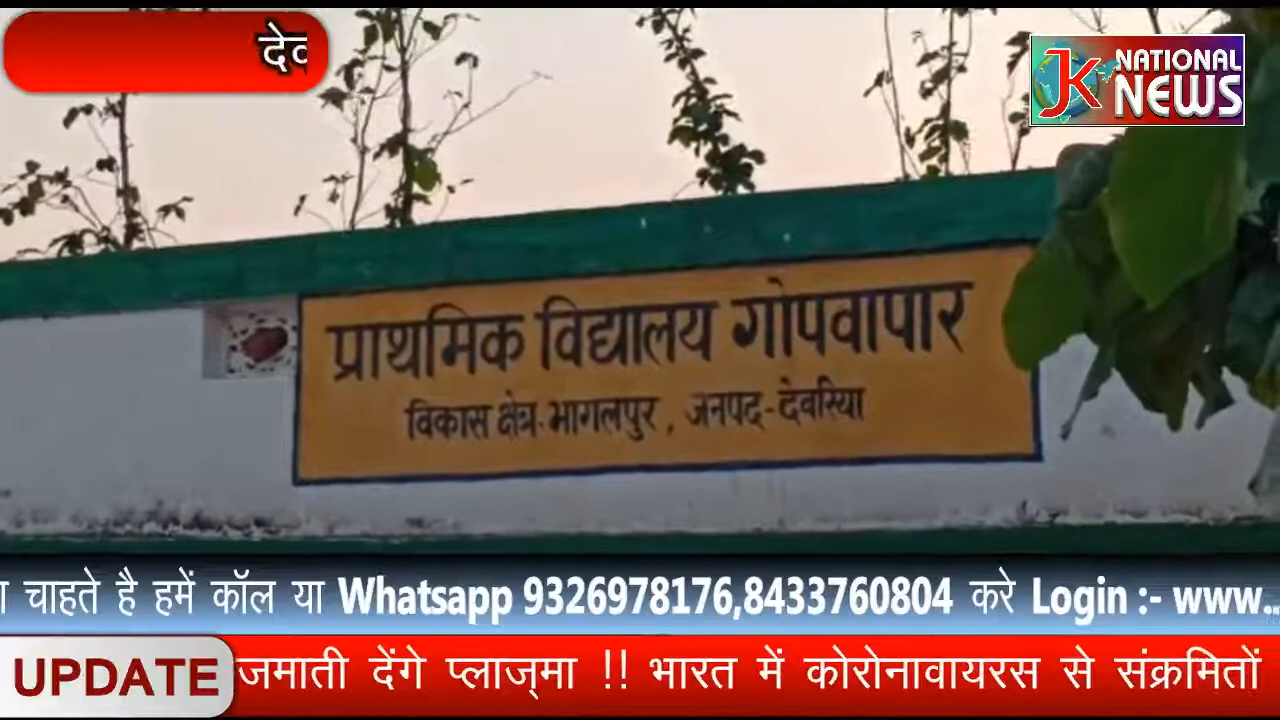 देव
JK NATIONAL
NEWS
प्राथमिक विद्यालय गोपवापार
विकास क्षेत्र-भागलपुर, जनपद-देवरिया
चाहते है हमें कॉल या Whatsapp 9326978176,8433760804 करे Login :- www..
UPDATE जमाती देंगे प्लाज़्मा !! भारत में कोरोनावायरस से संक्रमितों